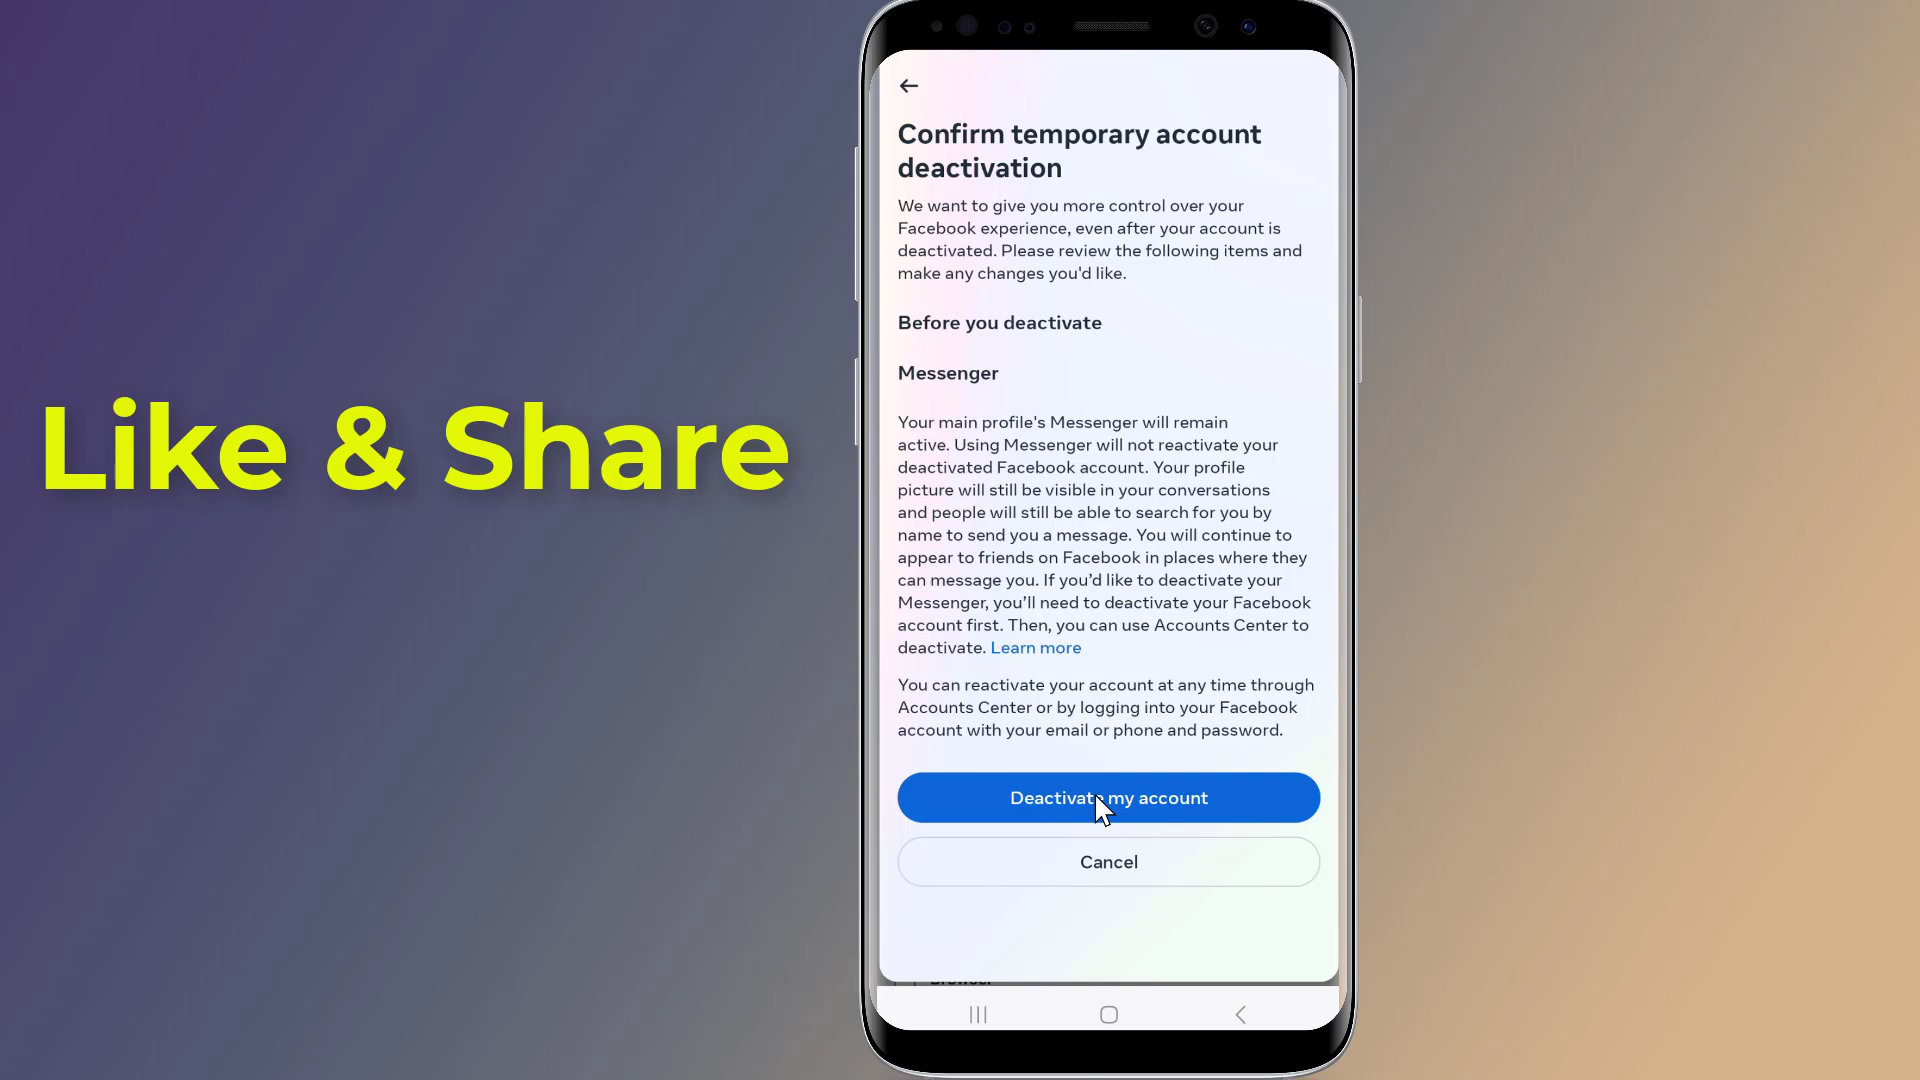 Like & Share
Confirm temporary account
deactivation
We want to give you more control over your
Facebook experience, even after your account is
deactivated. Please review the following items and
make any changes you'd like.
Before you deactivate
Messenger
Your main profile's Messenger will remain
active. Using Messenger will not reactivate your
deactivated Facebook account. Your profile
picture will still be visible in your conversations
and people will still be able to search for you by
name to send you a message. You will continue to
appear to friends on Facebook in places where they
can message you. If you’d like to deactivate your
Messenger, you’ll need to deactivate your Facebook
account first. Then, you can use Accounts Center to
deactivate. Learn more
You can reactivate your account at any time through
Accounts Center or by logging into your Facebook
account with your email or phone and password.
Deactivate my account
Cancel
Browser